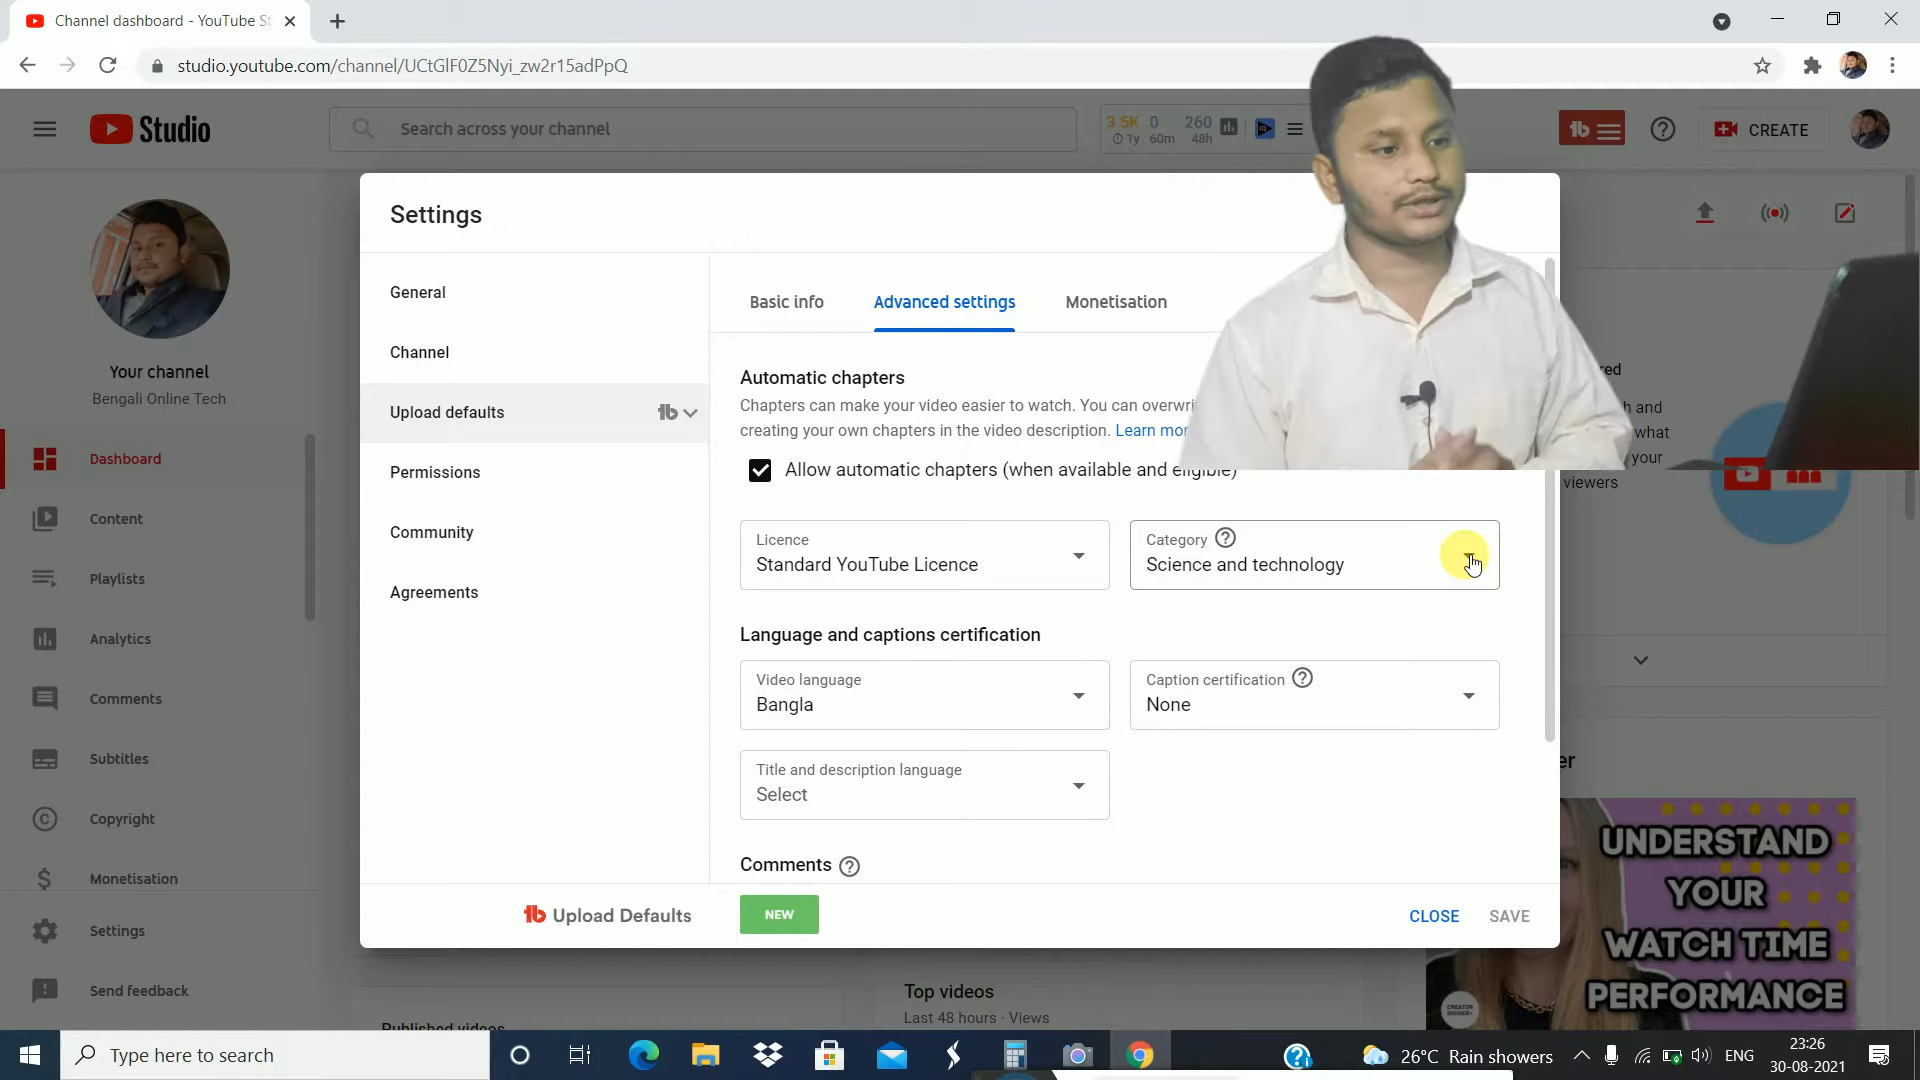 Channel dashboard - YouTube St
studio.youtube.com/channel/UCtGlF0Z5Nyi_zw2r15adPpQ
Studio
Search across your channel
3.5K 0 260
1y 60m 48h
CREATE
Settings
General
Channel
Upload defaults
Permissions
Community
Agreements
Basic info
Advanced settings
Monetisation
Automatic chapters
Chapters can make your video easier to watch. You can overwri
creating your own chapters in the video description. Learn mor
Allow automatic chapters (when available and eligible)
Licence
Standard YouTube Licence
Category
Science and technology
Language and captions certification
Video language
Bangla
Caption certification
None
Title and description language
Select
Comments
Upload Defaults
NEW
CLOSE
SAVE
Your channel
Bengali Online Tech
Dashboard
Content
Playlists
Analytics
Comments
Subtitles
Copyright
Monetisation
Settings
Send feedback
Published videos
Top videos
Last 48 hours · Views
red
h and
what
your
viewers
er
UNDERSTAND
YOUR
WATCH TIME
PERFORMANCE
CREATOR
INSIDER
Type here to search
26°C Rain showers
ENG
23:26
30-08-2021